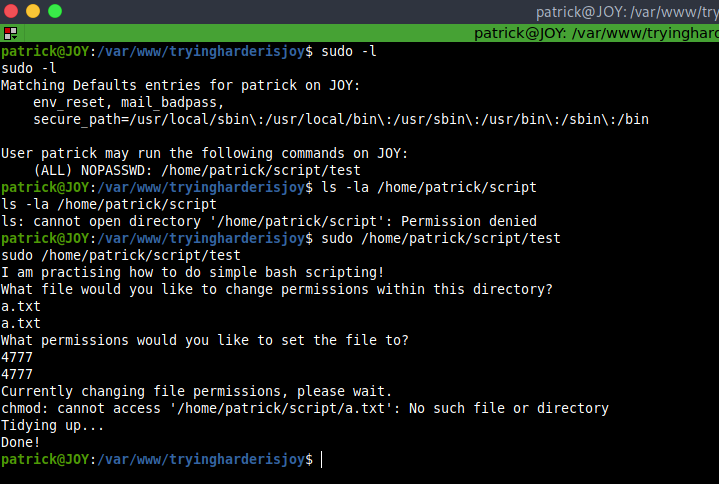 patrick@JOY: /var/www/try
patrick@JOY: /var/www/tryinghard
patrick@JOY:/var/www/tryingharderisjoy$ sudo -l
sudo -l
Matching Defaults entries for patrick on JOY:
    env_reset, mail_badpass,
    secure_path=/usr/local/sbin\:/usr/local/bin\:/usr/sbin\:/usr/bin\:/sbin\:/bin

User patrick may run the following commands on JOY:
    (ALL) NOPASSWD: /home/patrick/script/test
patrick@JOY:/var/www/tryingharderisjoy$ ls -la /home/patrick/script
ls -la /home/patrick/script
ls: cannot open directory '/home/patrick/script': Permission denied
patrick@JOY:/var/www/tryingharderisjoy$ sudo /home/patrick/script/test
sudo /home/patrick/script/test
I am practising how to do simple bash scripting!
What file would you like to change permissions within this directory?
a.txt
a.txt
What permissions would you like to set the file to?
4777
4777
Currently changing file permissions, please wait.
chmod: cannot access '/home/patrick/script/a.txt': No such file or directory
Tidying up...
Done!
patrick@JOY:/var/www/tryingharderisjoy$